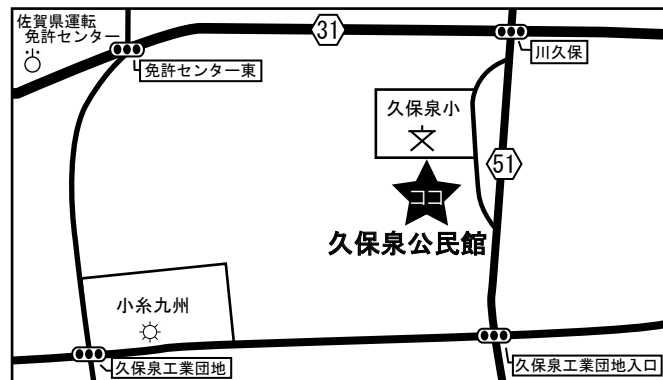 佐賀県運転
免許センター
31
免許センター東
川久保
久保泉小
51
ココ
久保泉公民館
小糸九州
久保泉工業団地
久保泉工業団地入口